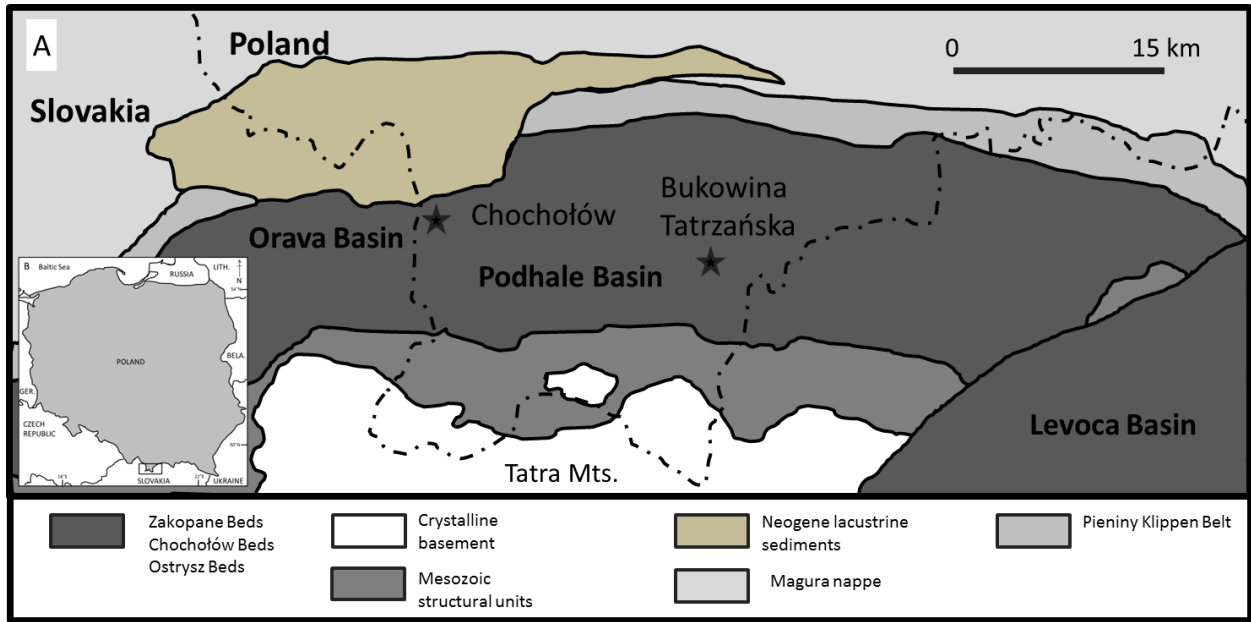 A
Poland
0 15 km
Slovakia
Bukowina
Tatrzańska
Chochołów
Orava Basin
Podhale Basin
B
Baltic Sea
RUSSIA
LITH.
N
54°N
POLAND
BELA.
GER.
CZECH
REPUBLIC
50°N
SLOVAKIA
UKRAINE
Levoca Basin
Tatra Mts.
Zakopane Beds
Chochołów Beds
Ostrysz Beds
Crystalline
basement
Mesozoic
structural units
Neogene lacustrine
sediments
Magura nappe
Pieniny Klippen Belt